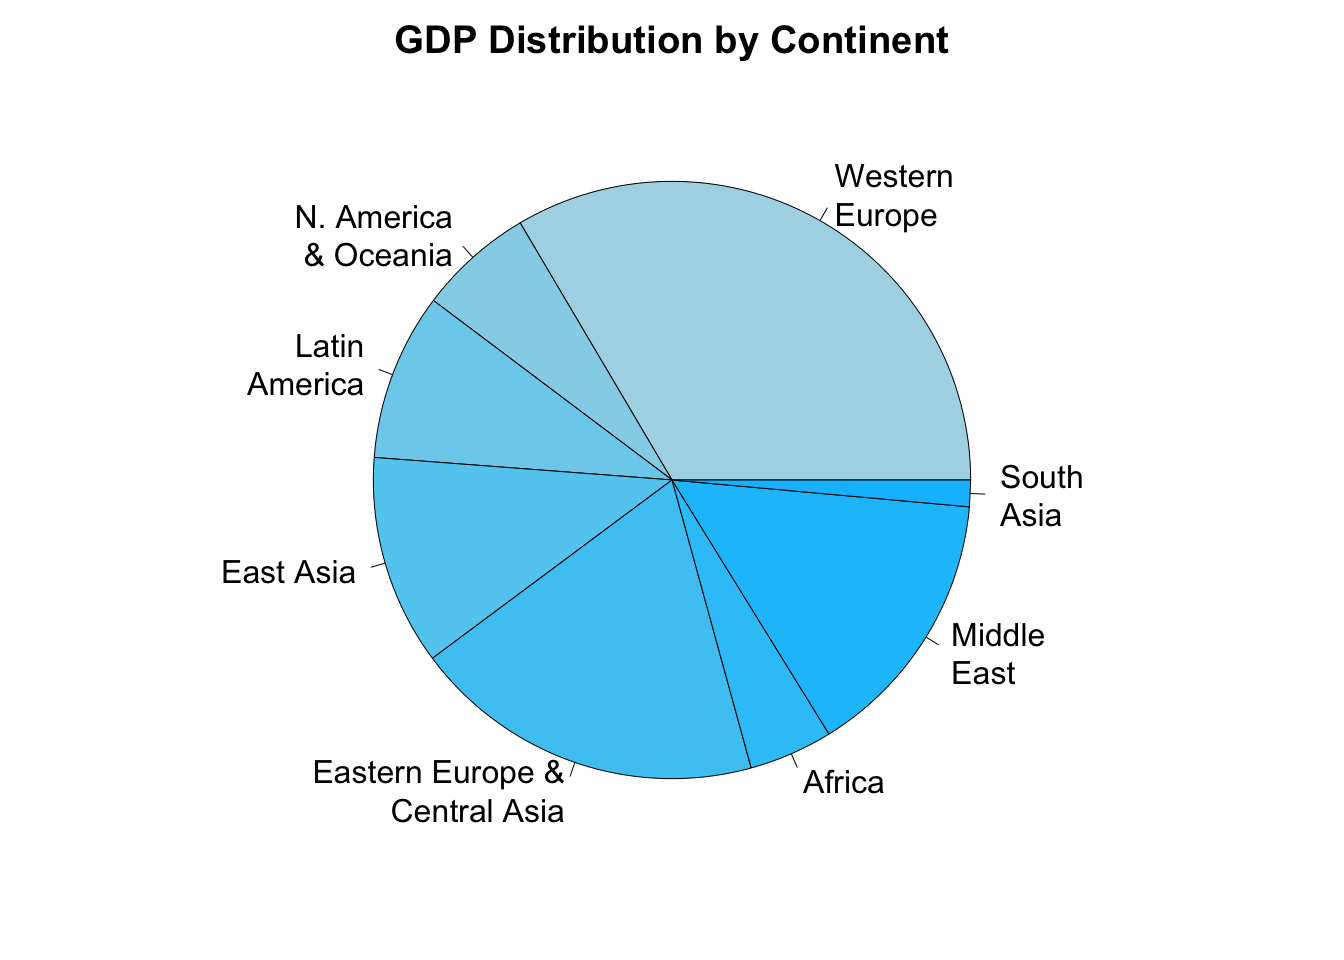 GDP Distribution by Continent
Western
Europe
N. America
& Oceania
Latin
America
East Asia
Eastern Europe &
Central Asia
Africa
Middle
East
South
Asia